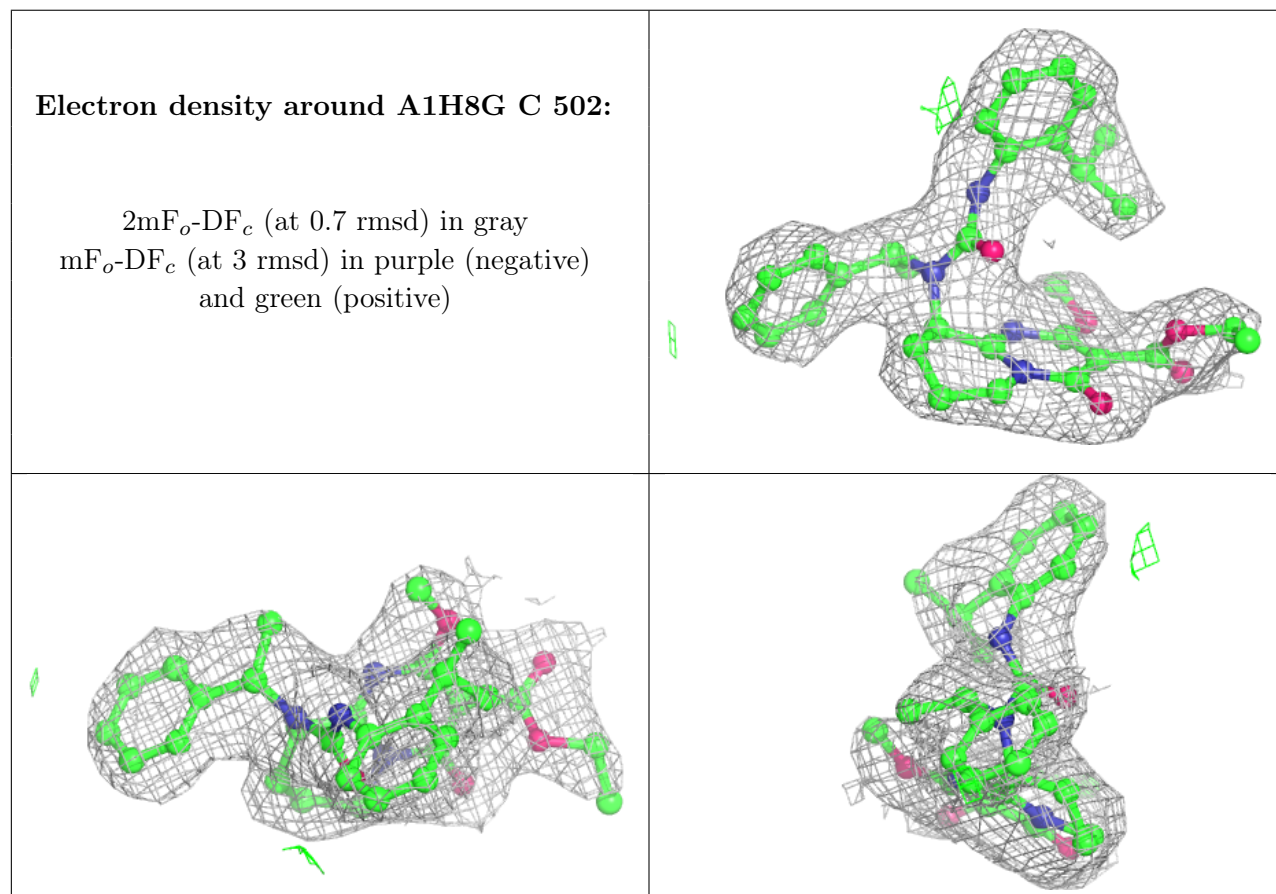 Electron density around A1H8G C 502:
2mFo-DFc (at 0.7 rmsd) in gray
mFo-DFc (at 3 rmsd) in purple (negative)
and green (positive)